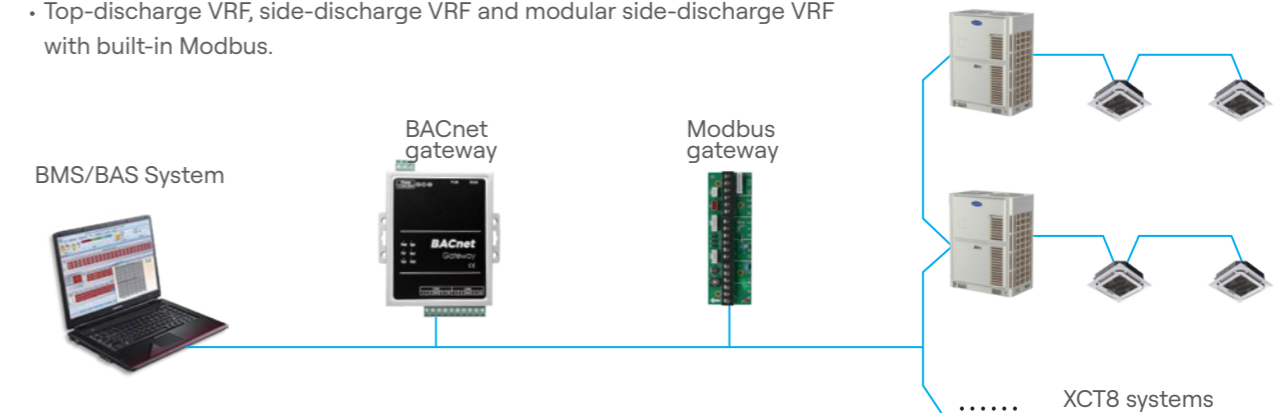 • Top-discharge VRF, side-discharge VRF and modular side-discharge VRF
with built-in Modbus.
BMS/BAS System
BACnet
gateway
Modbus
gateway
BACnet
Gateway
CE
......
XCT8 systems